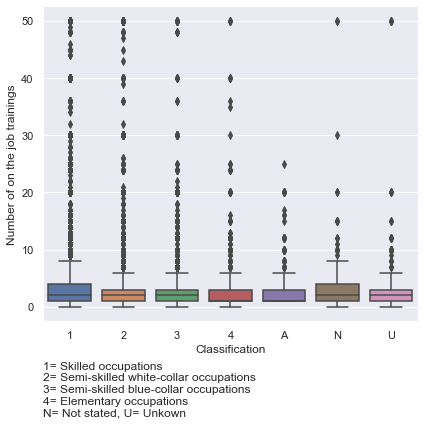 50
40
30
20
10
0
Number of on the job trainings
1 2 3 4 A N U
Classification
1= Skilled occupations
2= Semi-skilled white-collar occupations
3= Semi-skilled blue-collar occupations
4= Elementary occupations
N= Not stated, U= Unkown